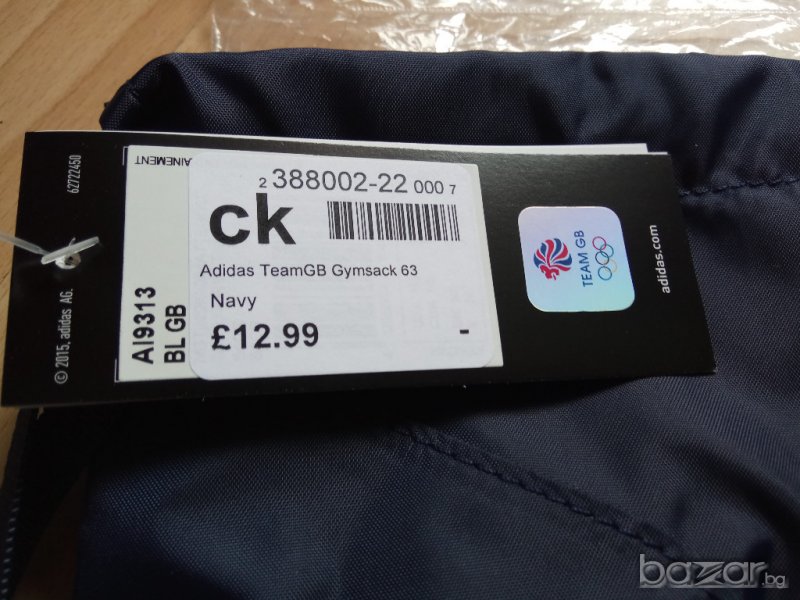 2 388002-22 000 7
ck
Adidas TeamGB Gymsack 63
Navy
£12.99
-
AINEMENT
AI9313
BL GB
62722450
© 2015, adidas AG.
TEAM GB
adidas.com
bazar.bg